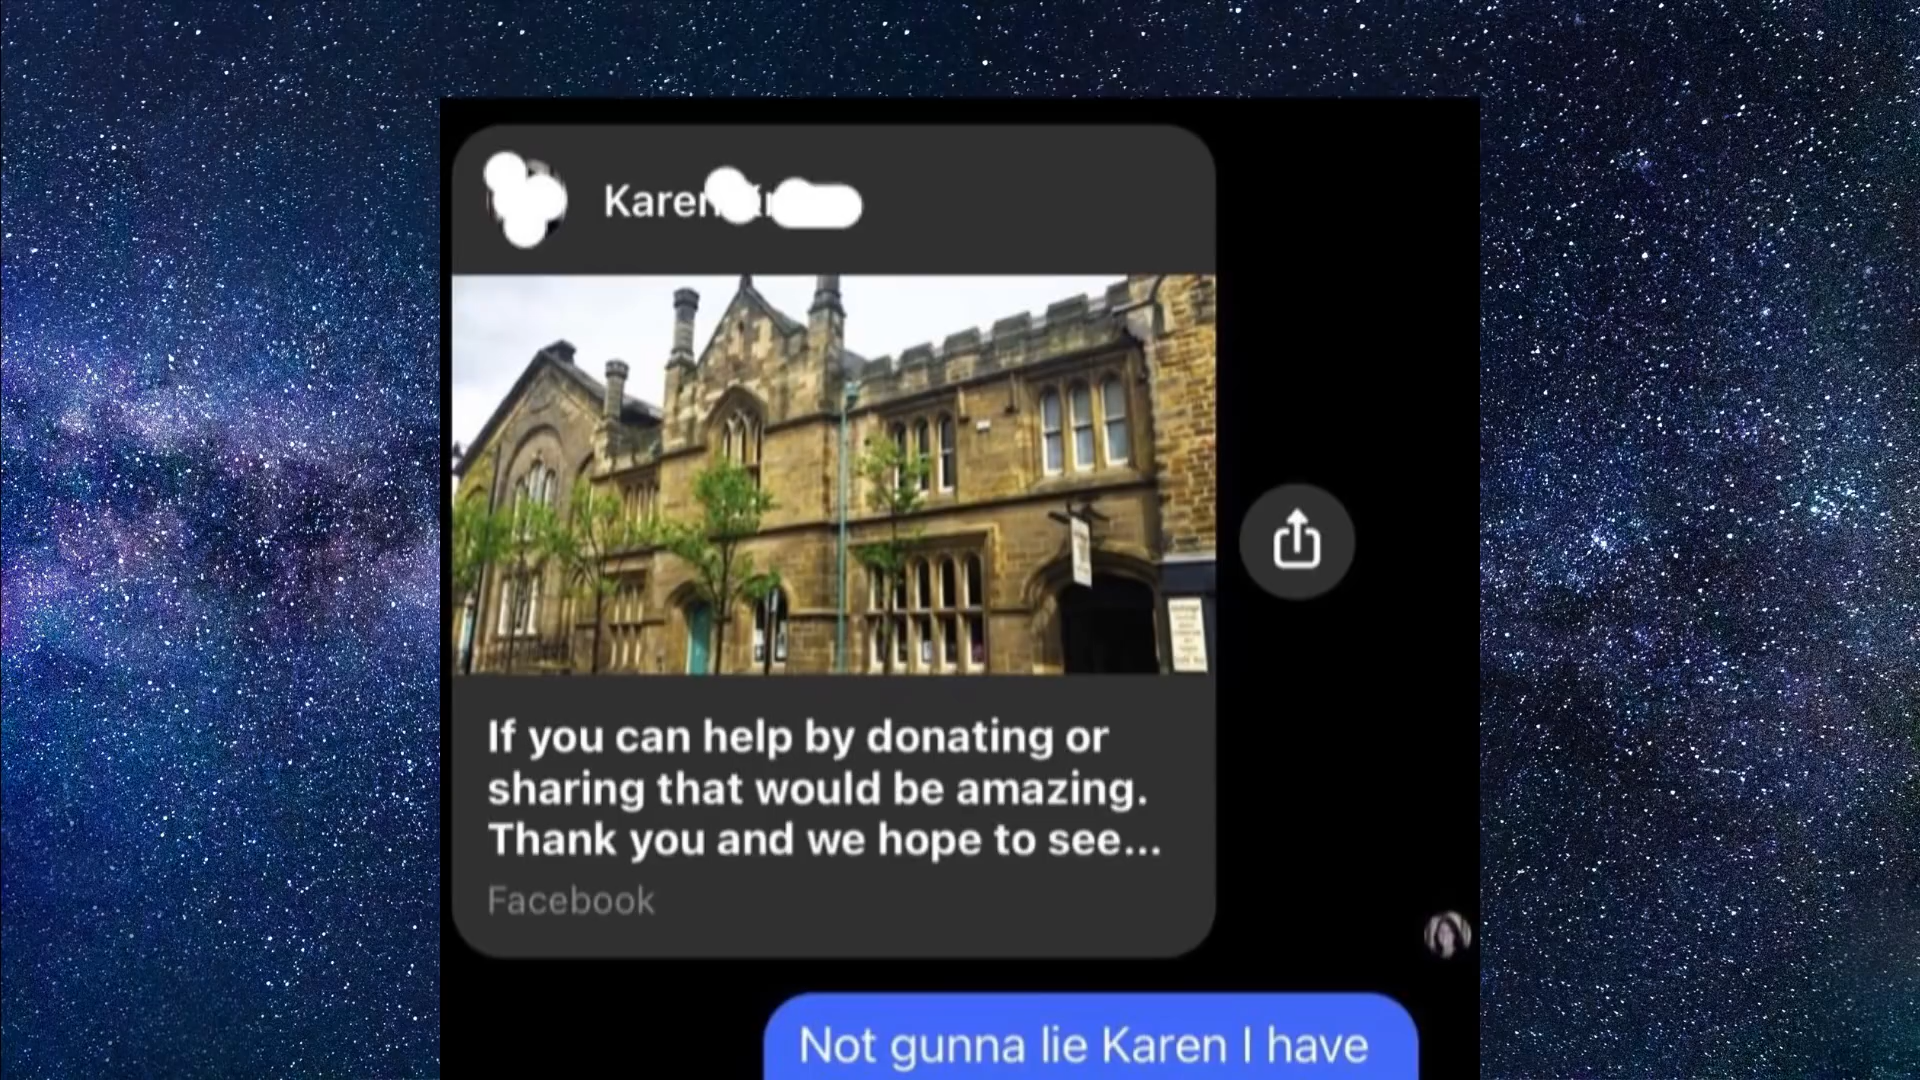 Karen
If you can help by donating or
sharing that would be amazing.
Thank you and we hope to see...
Facebook
Not gunna lie Karen I have